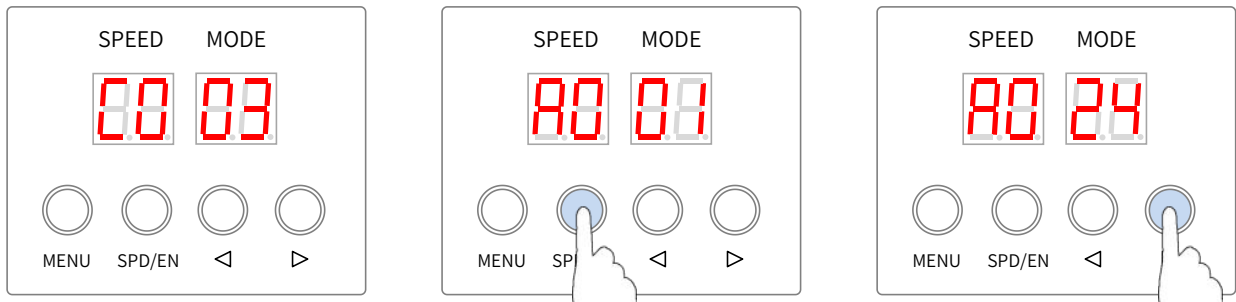 SPEED MODE
C0 03
MENU SPD/EN ◁ ▷
SPEED MODE
A0 01
MENU ◁ ▷
SPEED MODE
A0 24
MENU SPD/EN ◁